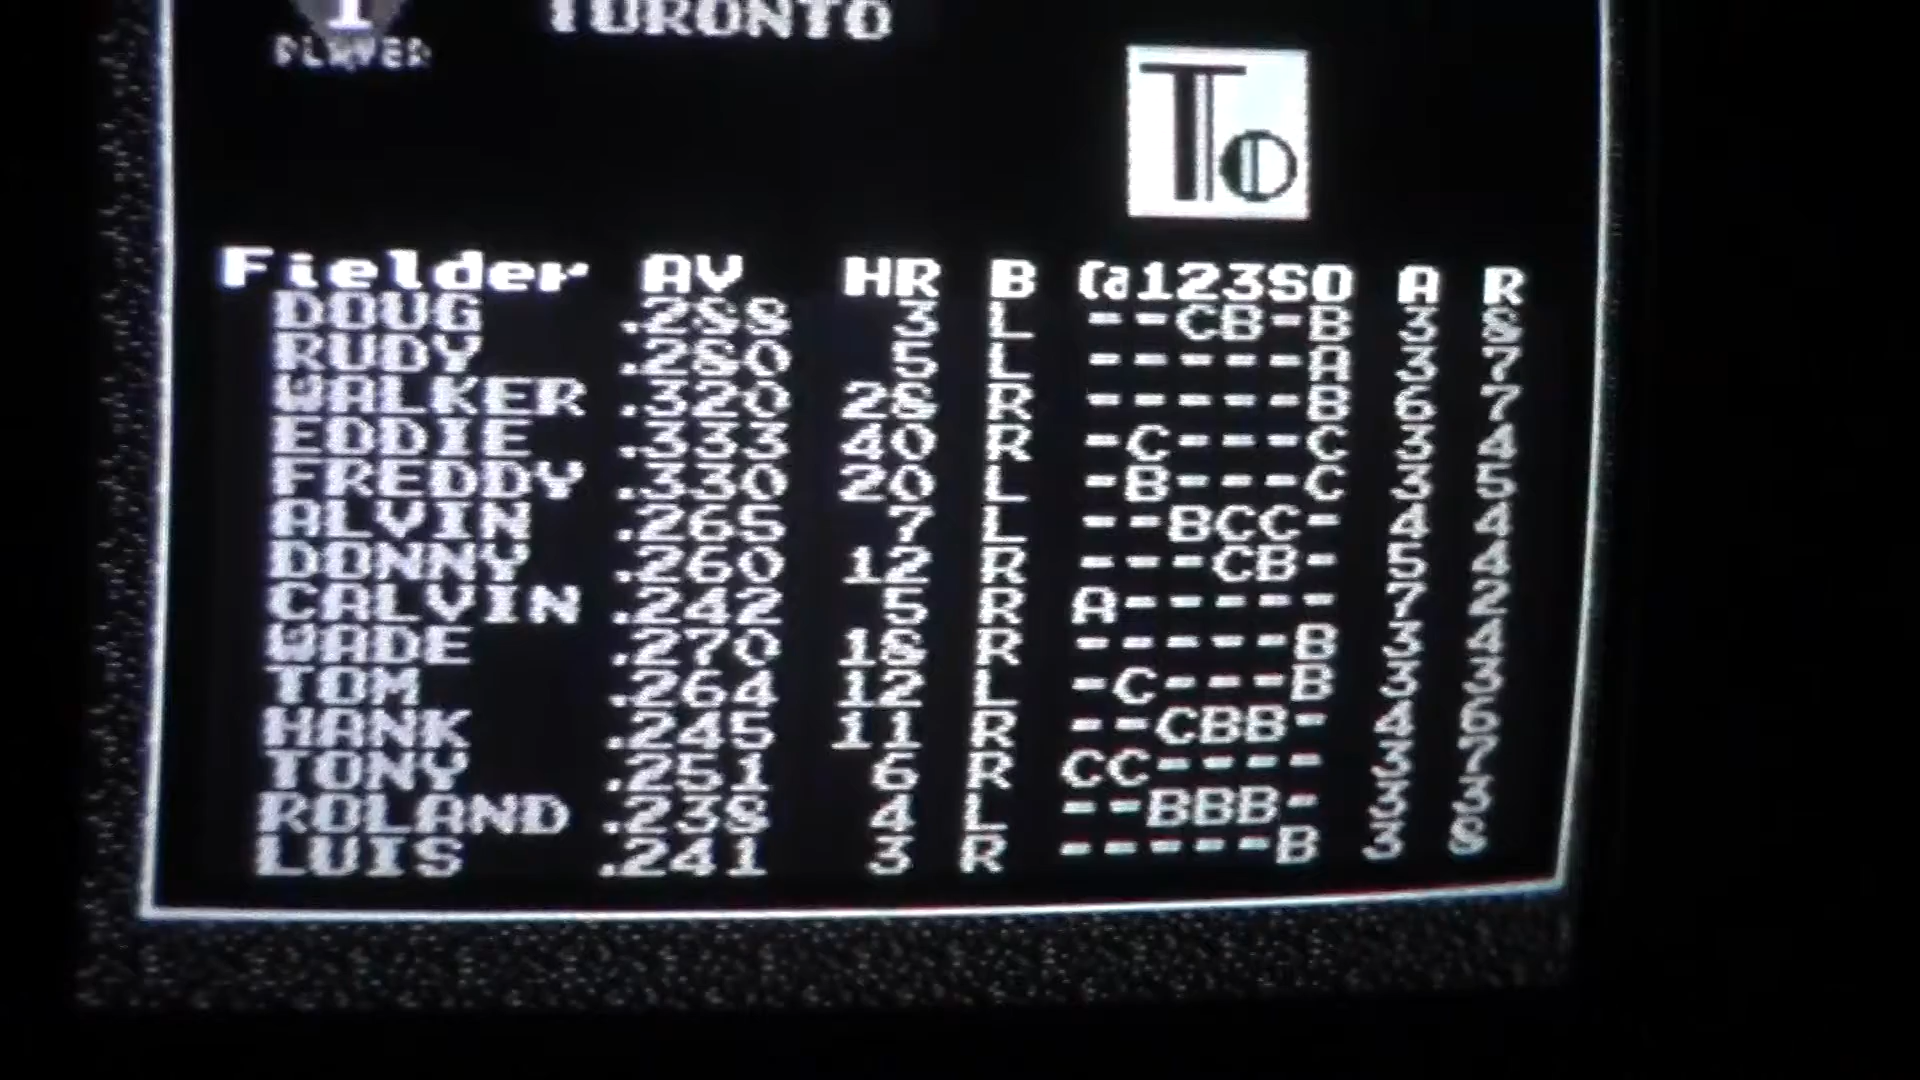 1
PLAYER
TORONTO
To
Fielder AV HR B Ca123SO A R
DOUG .288 3 L --CB-B 3 8
RUDY .280 5 L -----A 3 7
WALKER .320 28 R -----B 6 7
EDDIE .333 40 R -C---C 3 4
FREDDY .330 20 L -B---C 3 5
ALVIN .265 7 L --BCC- 4 4
DONNY .260 12 R ---CB- 5 4
CALVIN .242 5 R A----- 7 2
WADE .270 18 R -----B 3 4
TOM .264 12 L -C---B 3 3
HANK .245 11 R --CBB- 4 6
TONY .251 6 R CC---- 3 7
ROLAND .238 4 L --BBB- 3 3
LUIS .241 3 R -----B 3 8